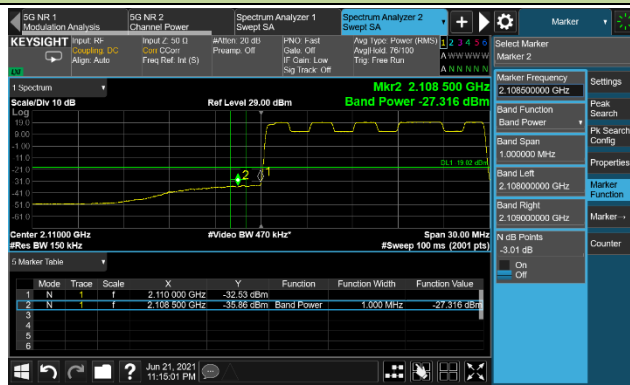 5G NR 1
Modulation Analysis
5G NR 2
Channel Power
Spectrum Analyzer 1
Swept SA
Spectrum Analyzer 2
Swept SA
Marker
KEYSIGHT
Input: RF
Coupling: DC
Align: Auto
Input Z: 50 Ω
Corr CCorr
Freq Ref: Int (S)
#Atten: 20 dB
Preamp: Off
PNO: Fast
Gate: Off
IF Gain: Low
Sig Track: Off
Avg Type: Power (RMS)
Avg|Hold: 76/100
Trig: Free Run
1 2 3 4 5 6
A W W W W W
A N N N N N
Select Marker
Marker 2
LXI
1 Spectrum
Scale/Div 10 dB
Log
Ref Level 29.00 dBm
Mkr2 2.108 500 GHz
Band Power -27.316 dBm
19.0
9.00
-1.00
-11.0
-21.0
-31.0
-41.0
-51.0
-61.0
DL1 -19.02 dBm
2
1
Center 2.11000 GHz
#Res BW 150 kHz
#Video BW 470 kHz*
Span 30.00 MHz
#Sweep 100 ms (2001 pts)
5 Marker Table
Mode Trace Scale X Y Function Function Width Function Value
1 N 1 f 2.110 000 GHz -32.53 dBm
2 N 1 f 2.108 500 GHz -35.86 dBm Band Power 1.000 MHz -27.316 dBm
3
4
5
6
Marker Frequency
2.108500000 GHz
Band Function
Band Power
Band Span
1.000000 MHz
Band Left
2.108000000 GHz
Band Right
2.109000000 GHz
N dB Points
-3.01 dB
On
Off
Settings
Peak
Search
Pk Search
Config
Properties
Marker
Function
Marker→
Counter
?
Jun 21, 2021
11:15:01 PM